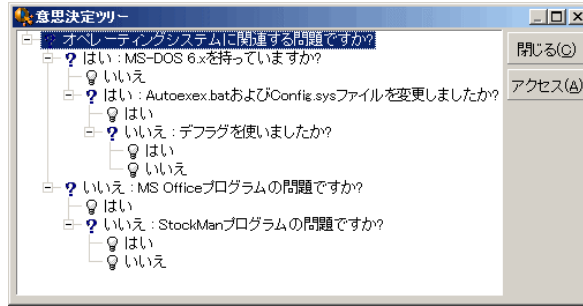 意思決定ツリー
オペレーティングシステムに関連する問題ですか?
はい : MS-DOS 6.xを持っていますか?
いいえ
はい : Autoexex.batおよびConfig.sysファイルを変更しましたか?
はい
いいえ : デフラグを使いましたか?
はい
いいえ
いいえ : MS Officeプログラムの問題ですか?
はい
いいえ : StockManプログラムの問題ですか?
はい
いいえ
閉じる(C)
アクセス(A)